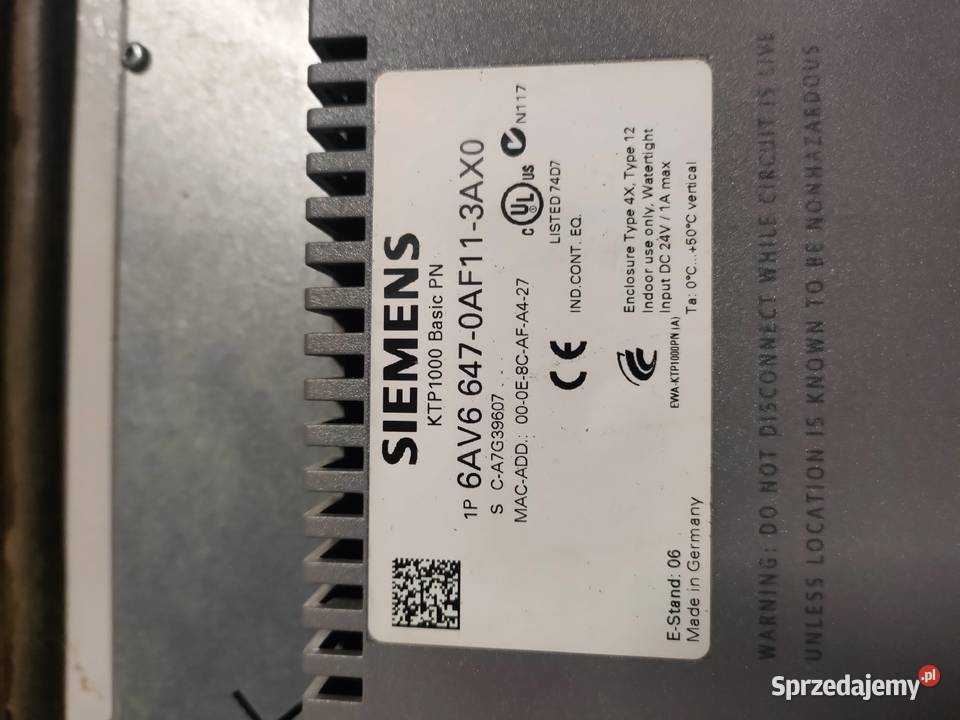 SIEMENS
KTP1000 Basic PN
1P 6AV6 647-0AF11-3AX0
S C-A7G39607
MAC-ADD.: 00-0E-8C-AF-A4-27
C UL US
N117
LISTED 74D7
IND.CONT. EQ.
CE
Enclosure Type 4X, Type 12
Indoor use only, Watertight
Input DC 24V / 1A max
Ta: 0°C...+50°C vertical
EWA-KTP1000PN(A)
E-Stand: 06
Made in Germany
WARNING: DO NOT DISCONNECT WHILE CIRCUIT IS LIVE
UNLESS LOCATION IS KNOWN TO BE NONHAZARDOUS
Sprzedajemy.pl